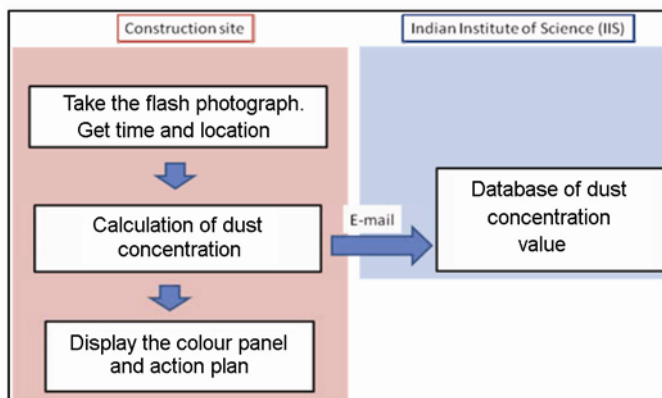 Construction site
Indian Institute of Science (IIS)
Take the flash photograph.
Get time and location
Calculation of dust
concentration
E-mail
Database of dust
concentration
value
Display the colour panel
and action plan